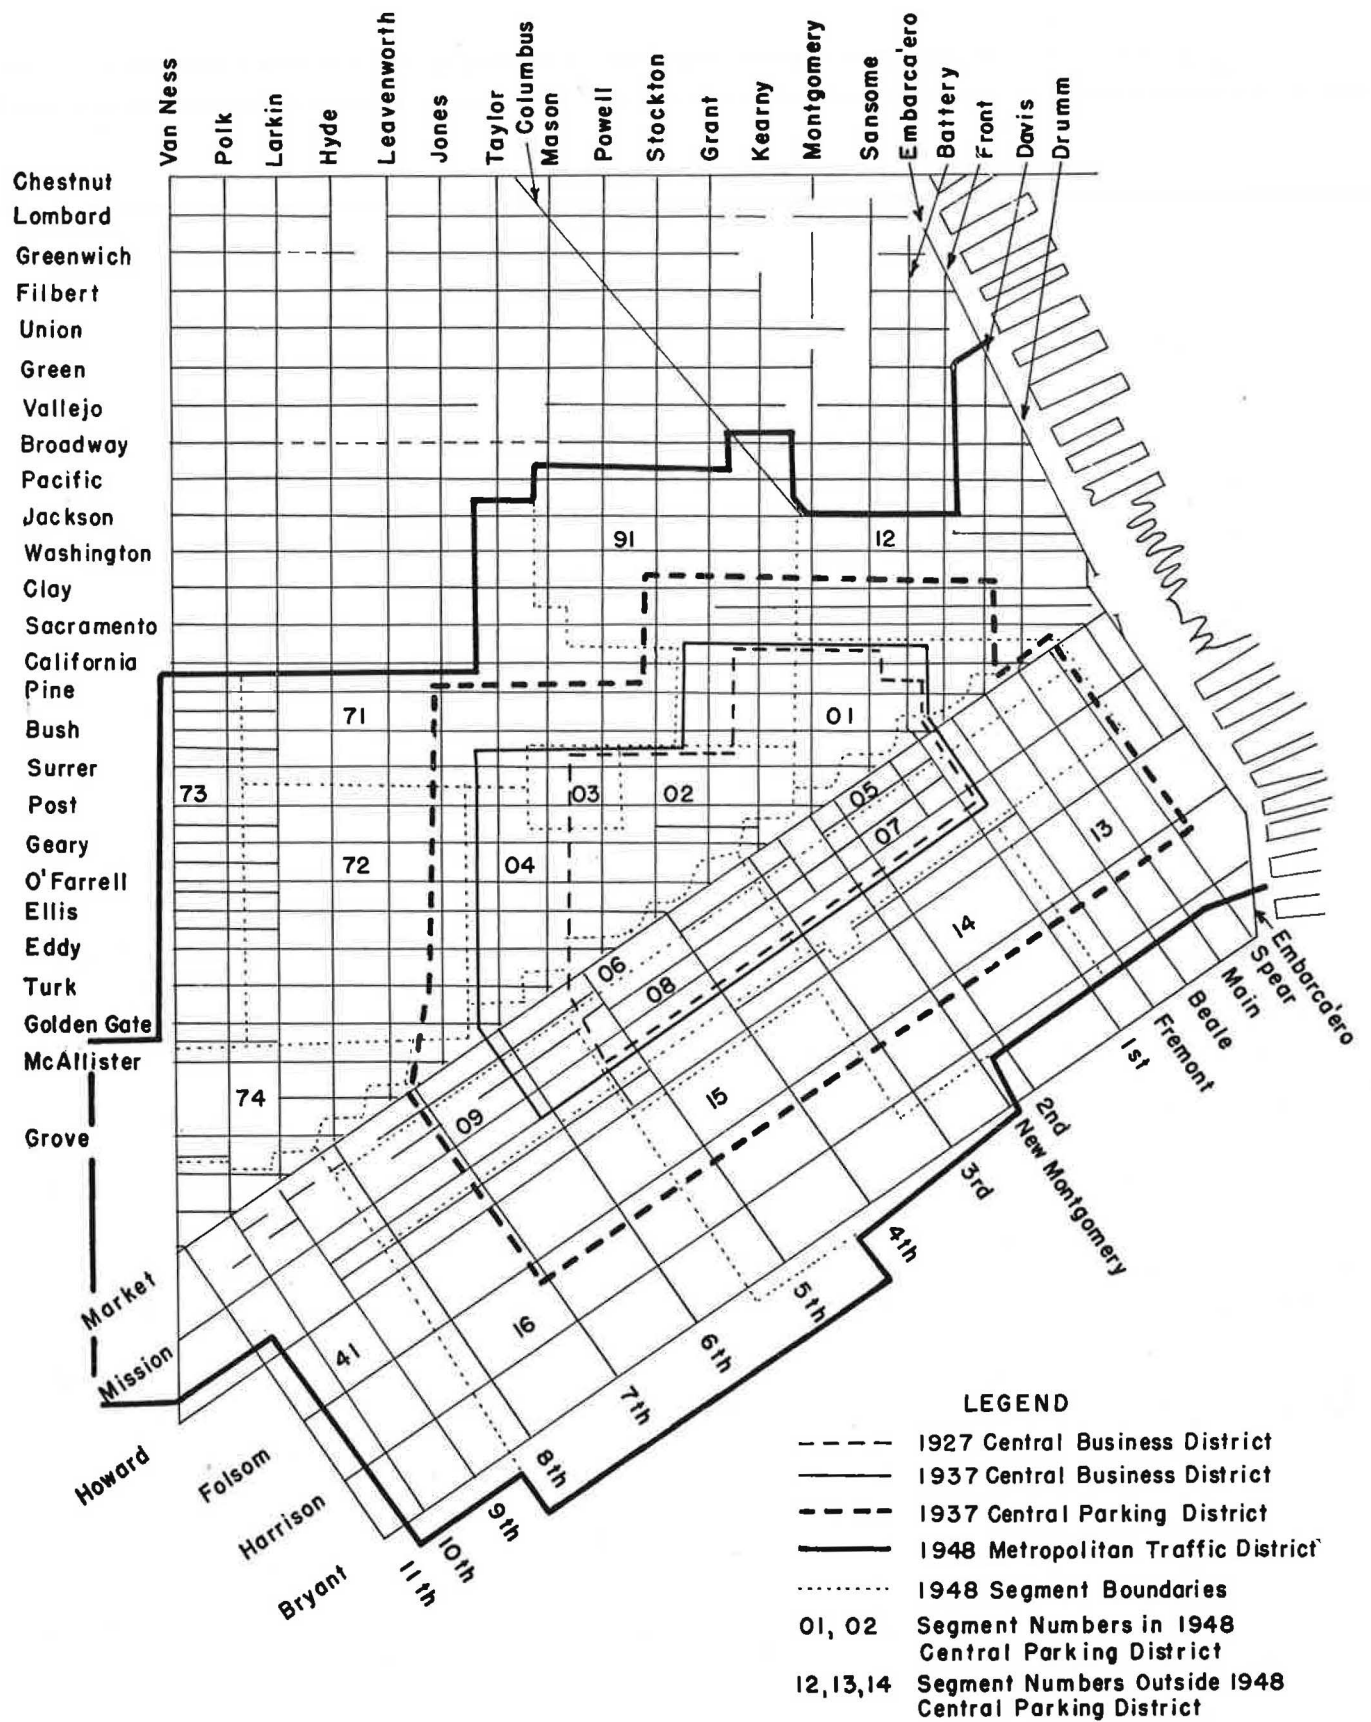 Van Ness
Polk
Larkin
Hyde
Leavenworth
Jones
Taylor
Columbus
Mason
Powell
Stockton
Grant
Kearny
Montgomery
Sansome
Embarca'ero
Battery
Front
Davis
Drumm
Chestnut
Lombard
Greenwich
Filbert
Union
Green
Vallejo
Broadway
Pacific
Jackson
Washington
Clay
Sacramento
California
Pine
Bush
Surrer
Post
Geary
O'Farrell
Ellis
Eddy
Turk
Golden Gate
McAllister
Grove
Market
Mission
Howard
Folsom
Harrison
Bryant
91
12
71
01
73
03
02
05
07
13
72
04
14
06
08
15
74
09
16
41
Embarca'ero
Spear
Main
Beale
Fremont
1st
2nd
New Montgomery
3rd
4th
5th
6th
7th
8th
9th
10th
11th
LEGEND
1927 Central Business District
1937 Central Business District
1937 Central Parking District
1948 Metropolitan Traffic District
1948 Segment Boundaries
01, 02 Segment Numbers in 1948
Central Parking District
12,13,14 Segment Numbers Outside 1948
Central Parking District